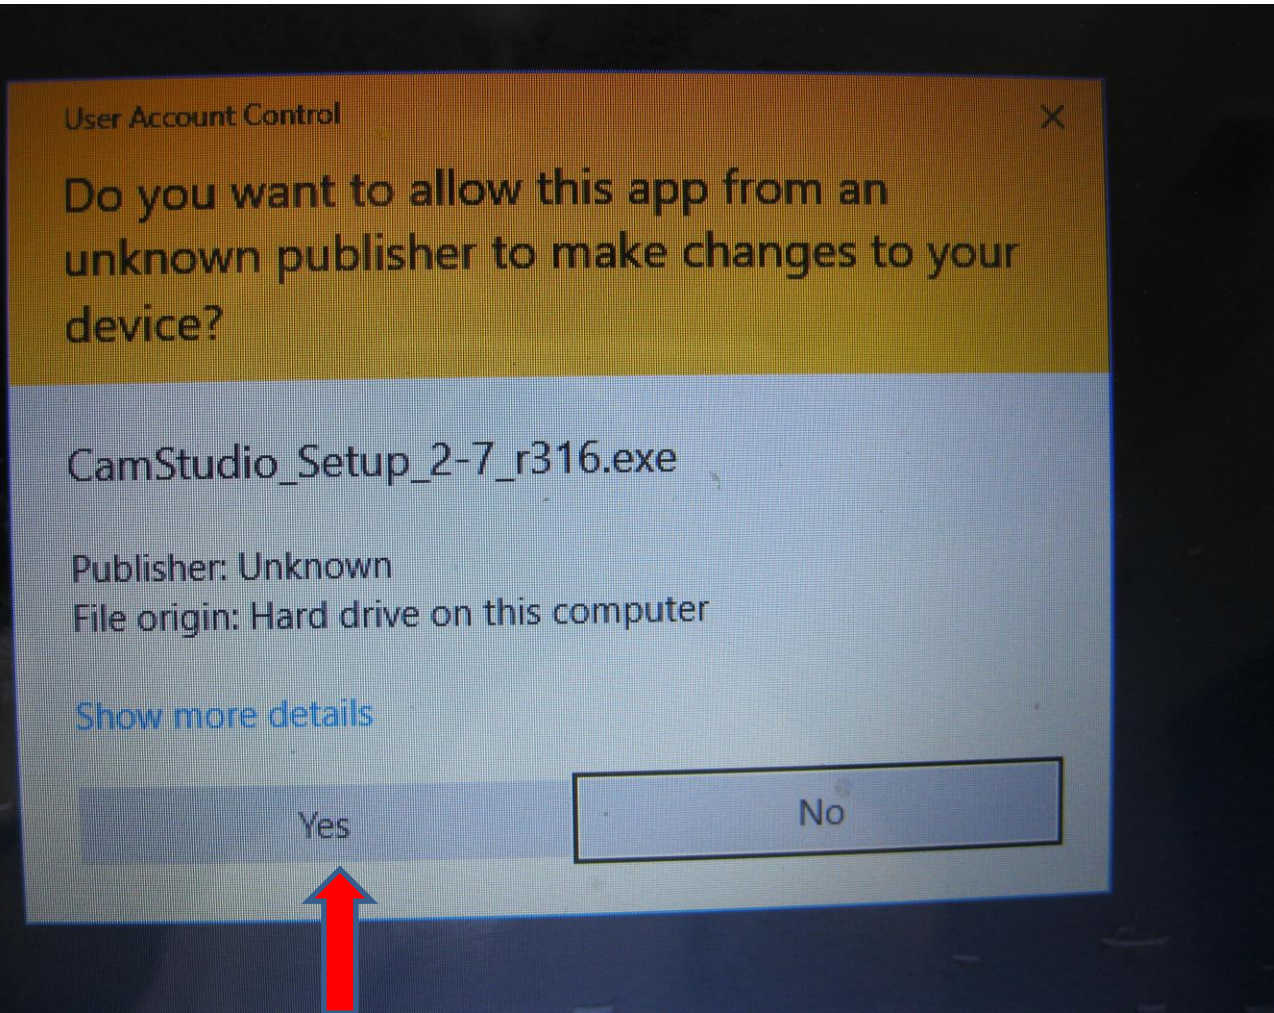 User Account Control
Do you want to allow this app from an
unknown publisher to make changes to your
device?
CamStudio_Setup_2-7_r316.exe
Publisher: Unknown
File origin: Hard drive on this computer
Show more details
Yes
No